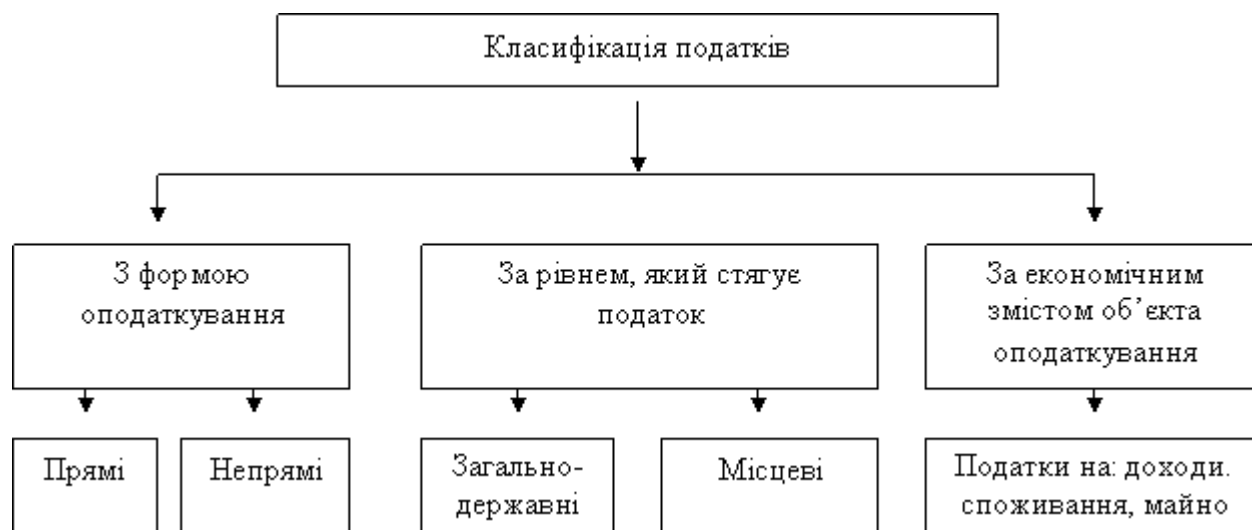 Класифікація податків
З формою
оподаткування
За рівнем, який стягує
податок
За економічним
змістом об’єкта
оподаткування
Прямі
Непрямі
Загально-
державні
Місцеві
Податки на: доходи.
споживання, майно